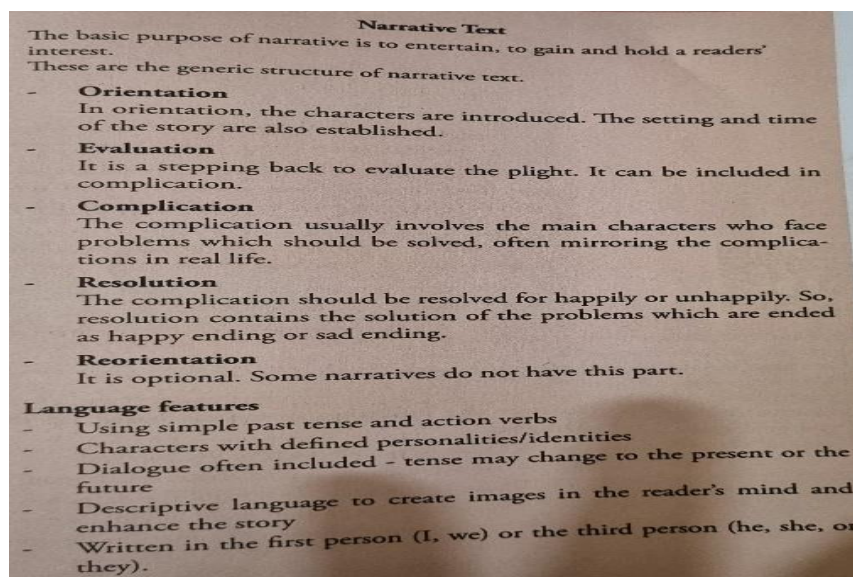 Narrative Text
The basic purpose of narrative is to entertain, to gain and hold a readers'
interest.
These are the generic structure of narrative text.
- Orientation
In orientation, the characters are introduced. The setting and time
of the story are also established.
- Evaluation
It is a stepping back to evaluate the plight. It can be included in
complication.
- Complication
The complication usually involves the main characters who face
problems which should be solved, often mirroring the complica-
tions in real life.
- Resolution
The complication should be resolved for happily or unhappily. So,
resolution contains the solution of the problems which are ended
as happy ending or sad ending.
- Reorientation
It is optional. Some narratives do not have this part.
Language features
- Using simple past tense and action verbs
- Characters with defined personalities/identities
- Dialogue often included - tense may change to the present or the
future
- Descriptive language to create images in the reader's mind and
enhance the story
- Written in the first person (I, we) or the third person (he, she, or
they).